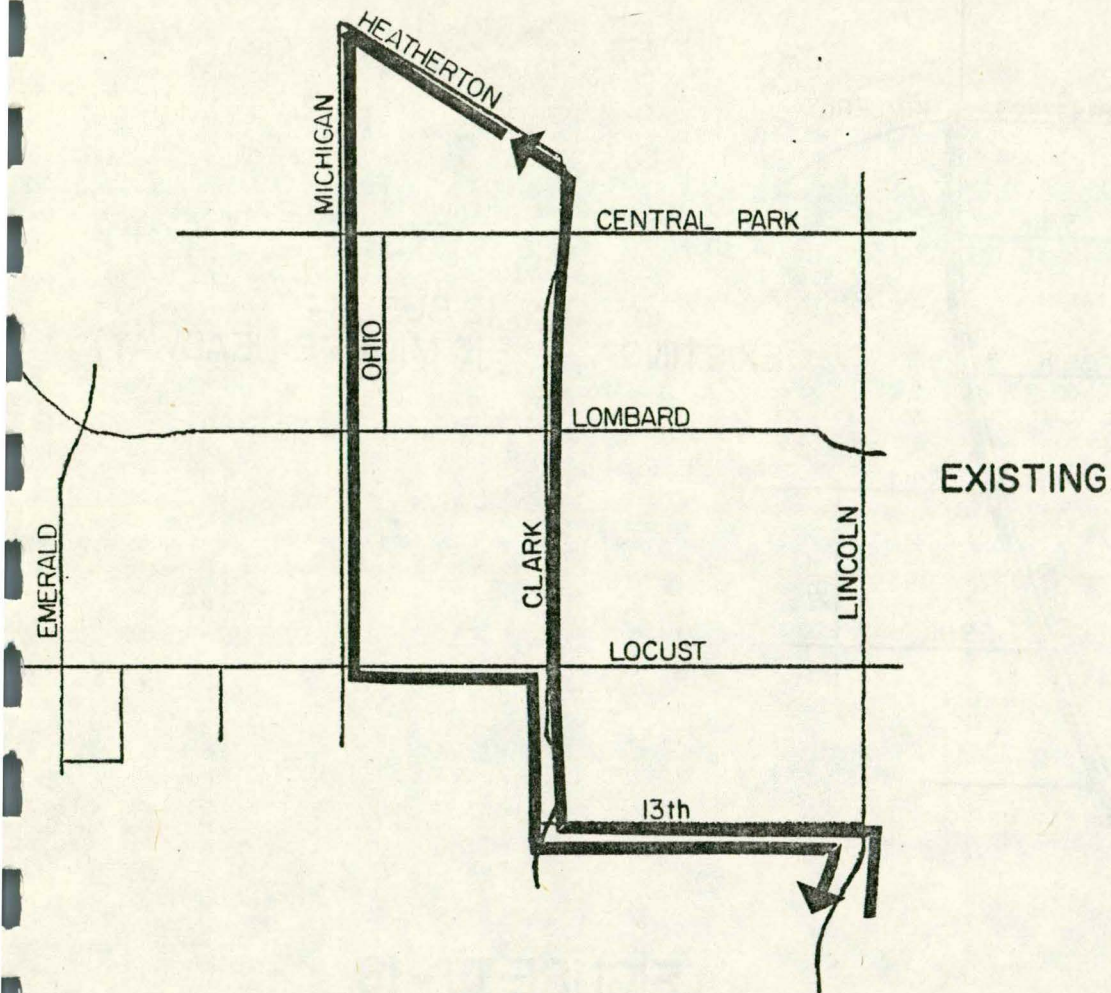 HEATHERTON
MICHIGAN
CENTRAL PARK
OHIO
LOMBARD
EXISTING
EMERALD
CLARK
LINCOLN
LOCUST
13th